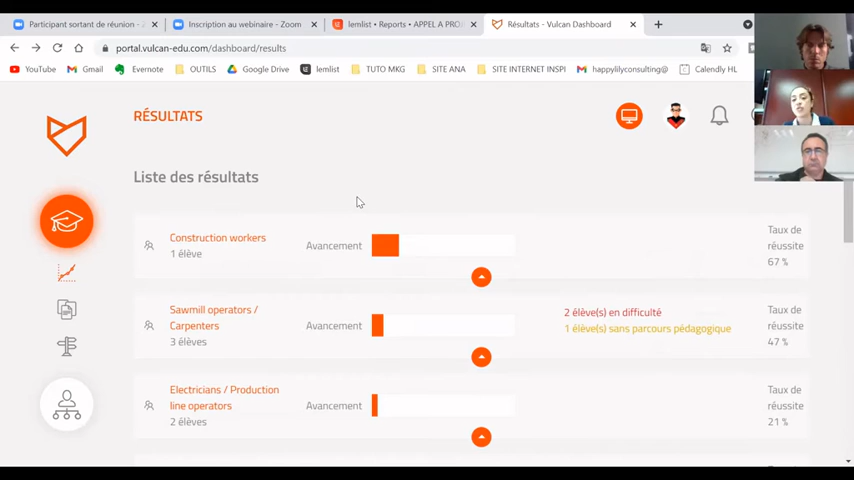 Participant sortant de réunion -
Inscription au webinaire - Zoom
lemlist • Reports • APPEL A PRO
Résultats - Vulcan Dashboard
portal.vulcan-edu.com/dashboard/results
YouTube
Gmail
Evernote
OUTILS
Google Drive
lemlist
TUTO MKG
SITE ANA
SITE INTERNET INSPI
happylilyconsulting@
Calendly HL
RÉSULTATS
Liste des résultats
Construction workers
1 élève
Avancement
Taux de
réussite
67 %
Sawmill operators /
Carpenters
3 élèves
Avancement
2 élève(s) en difficulté
1 élève(s) sans parcours pédagogique
Taux de
réussite
47 %
Electricians / Production
line operators
2 élèves
Avancement
Taux de
réussite
21 %